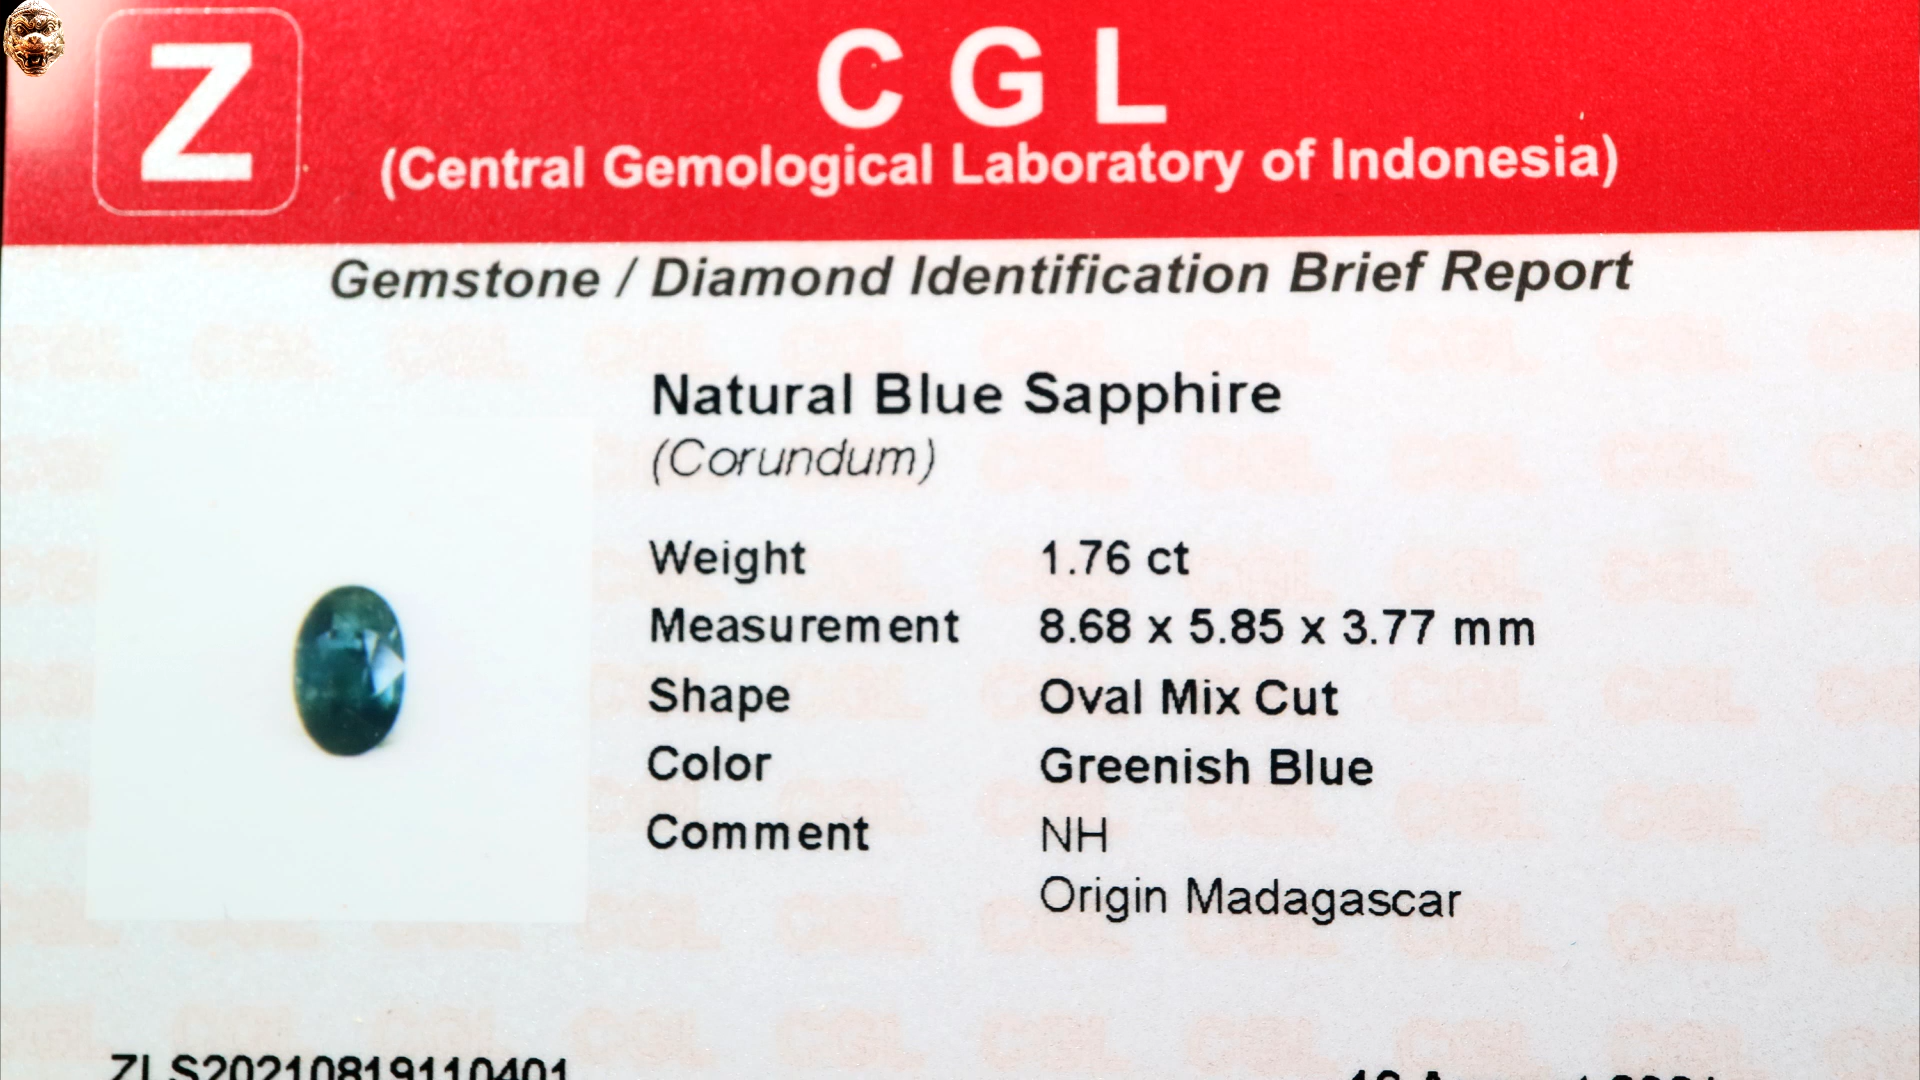 Z
C G L
(Central Gemological Laboratory of Indonesia)
Gemstone / Diamond Identification Brief Report
Natural Blue Sapphire
(Corundum)
Weight 1.76 ct
Measurement 8.68 x 5.85 x 3.77 mm
Shape Oval Mix Cut
Color Greenish Blue
Comment NH
Origin Madagascar
ZLS20210819110401